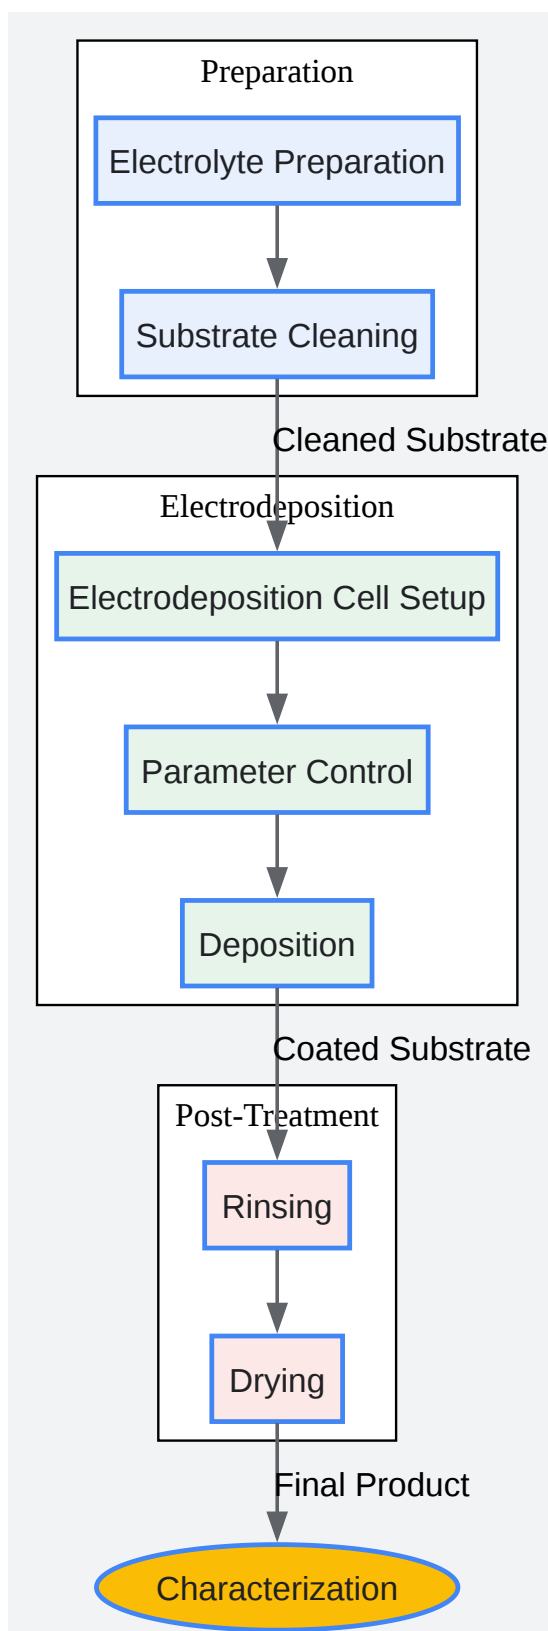 Preparation
Electrolyte Preparation
Substrate Cleaning
Cleaned Substrate
Electrodeposition
Electrodeposition Cell Setup
Parameter Control
Deposition
Coated Substrate
Post-Treatment
Rinsing
Drying
Final Product
Characterization